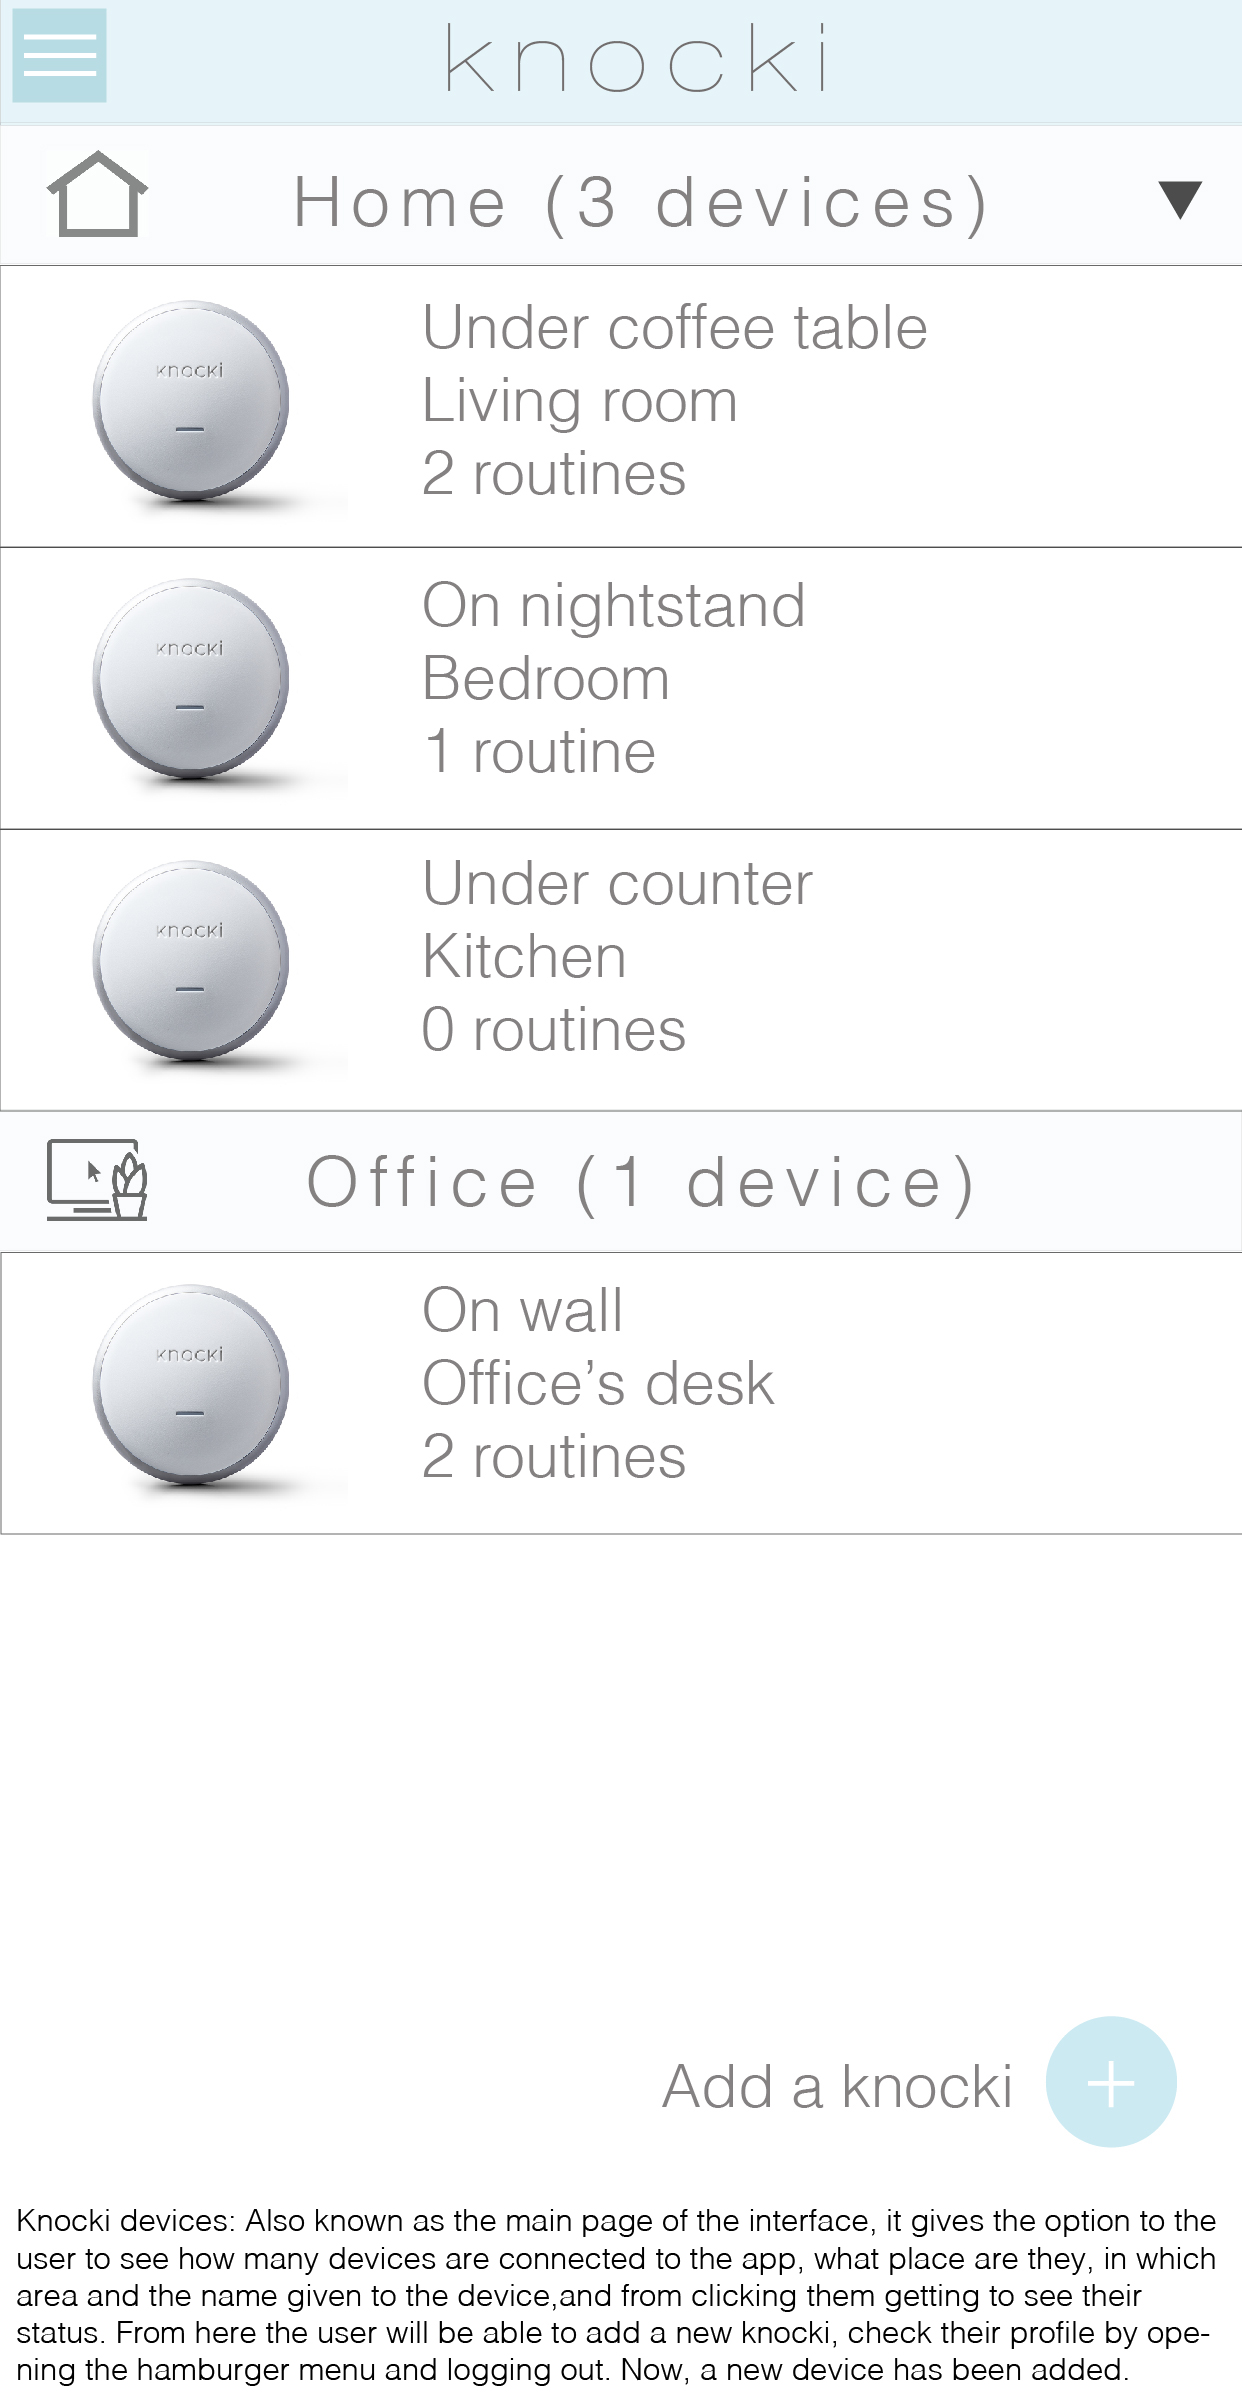 knocki
Home (3 devices)
knocki
Under coffee table
Living room
2 routines
knocki
On nightstand
Bedroom
1 routine
knocki
Under counter
Kitchen
0 routines
Office (1 device)
knocki
On wall
Office’s desk
2 routines
Add a knocki
Knocki devices: Also known as the main page of the interface, it gives the option to the
user to see how many devices are connected to the app, what place are they, in which
area and the name given to the device,and from clicking them getting to see their
status. From here the user will be able to add a new knocki, check their profile by ope-
ning the hamburger menu and logging out. Now, a new device has been added.